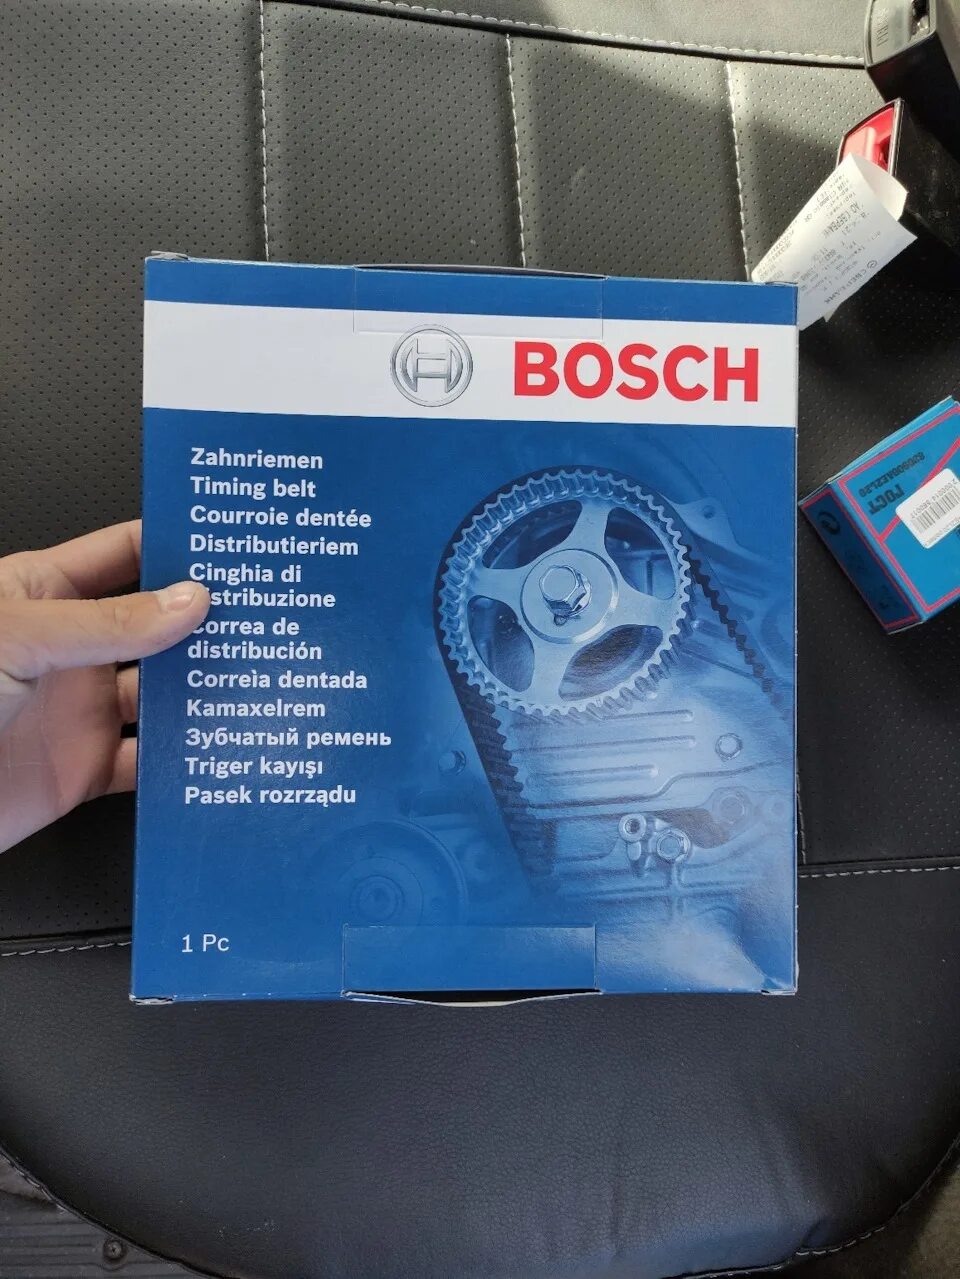 BOSCH
Zahnriemen
Timing belt
Courroie dentée
Distributieriem
Cinghia di
stribuzione
Correa de
distribución
Correia dentada
Kamaxelrem
Зубчатый ремень
Triger kayışı
Pasek rozrządu
1 Pc
ГОСТ